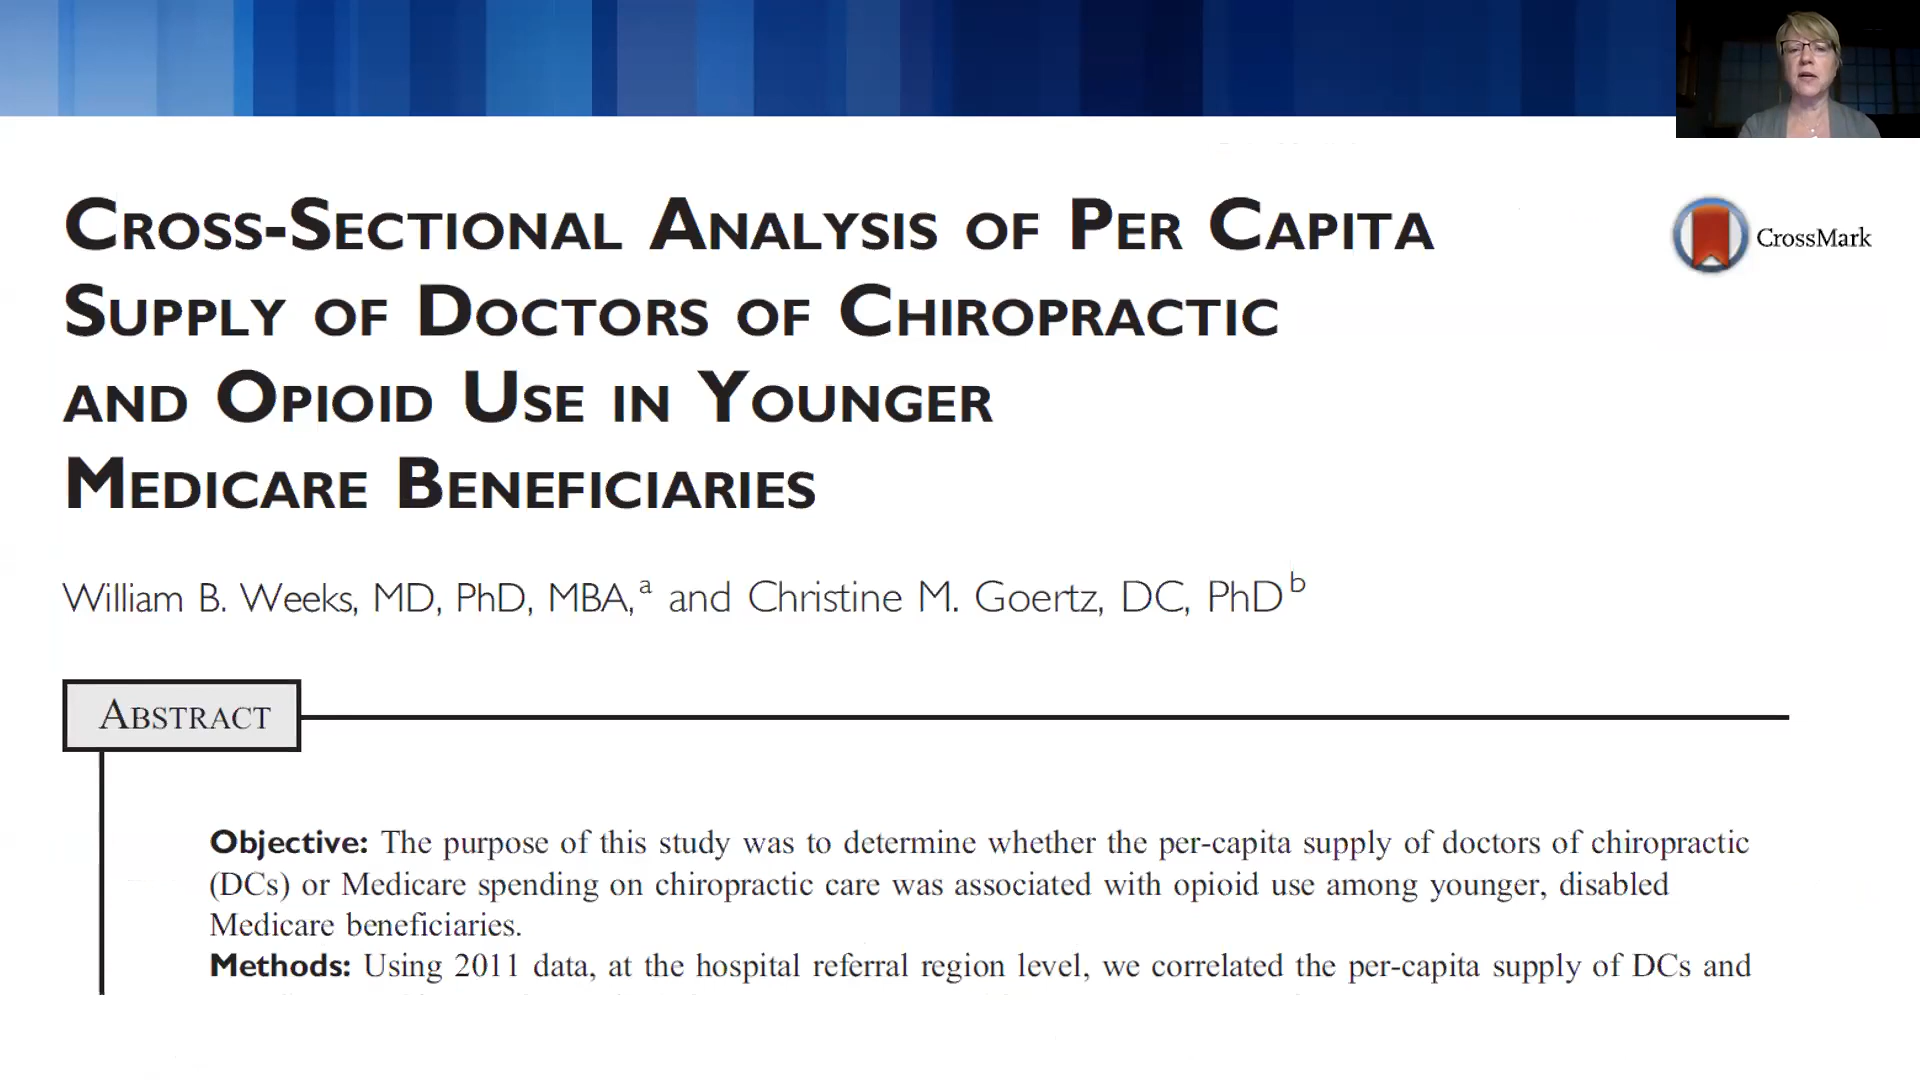 CrossMark
Cross-Sectional Analysis of Per Capita
Supply of Doctors of Chiropractic
and Opioid Use in Younger
Medicare Beneficiaries
William B. Weeks, MD, PhD, MBA,ᵃ and Christine M. Goertz, DC, PhDᵇ
Abstract
Objective: The purpose of this study was to determine whether the per-capita supply of doctors of chiropractic
(DCs) or Medicare spending on chiropractic care was associated with opioid use among younger, disabled
Medicare beneficiaries.
Methods: Using 2011 data, at the hospital referral region level, we correlated the per-capita supply of DCs and